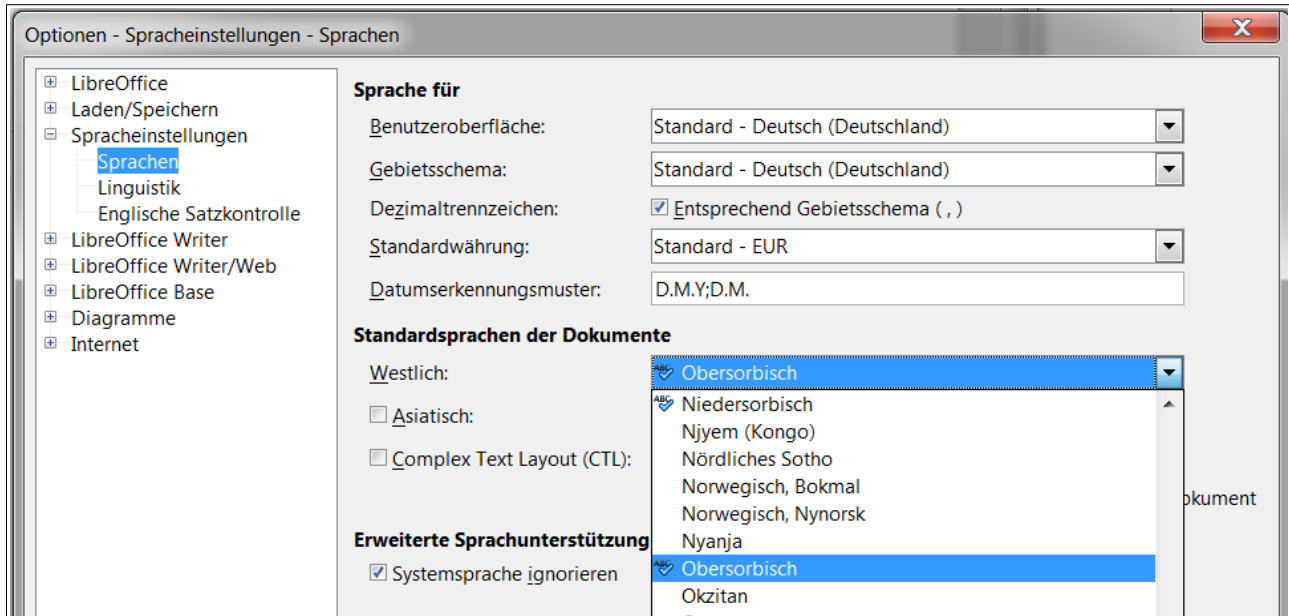 Optionen - Spracheinstellungen - Sprachen
LibreOffice
Laden/Speichern
Spracheinstellungen
Sprachen
Linguistik
Englische Satzkontrolle
LibreOffice Writer
LibreOffice Writer/Web
LibreOffice Base
Diagramme
Internet
Sprache für
Benutzeroberfläche: Standard - Deutsch (Deutschland)
Gebietsschema: Standard - Deutsch (Deutschland)
Dezimaltrennzeichen: Entsprechend Gebietsschema ( , )
Standardwährung: Standard - EUR
Datumserkennungsmuster: D.M.Y;D.M.
Standardsprachen der Dokumente
Westlich: Obersorbisch
Asiatisch:
Complex Text Layout (CTL):
Niedersorbisch
Njyem (Kongo)
Nördliches Sotho
Norwegisch, Bokmal
Norwegisch, Nynorsk
Nyanja
Obersorbisch
Okzitan
Erweiterte Sprachunterstützung
Systemsprache ignorieren